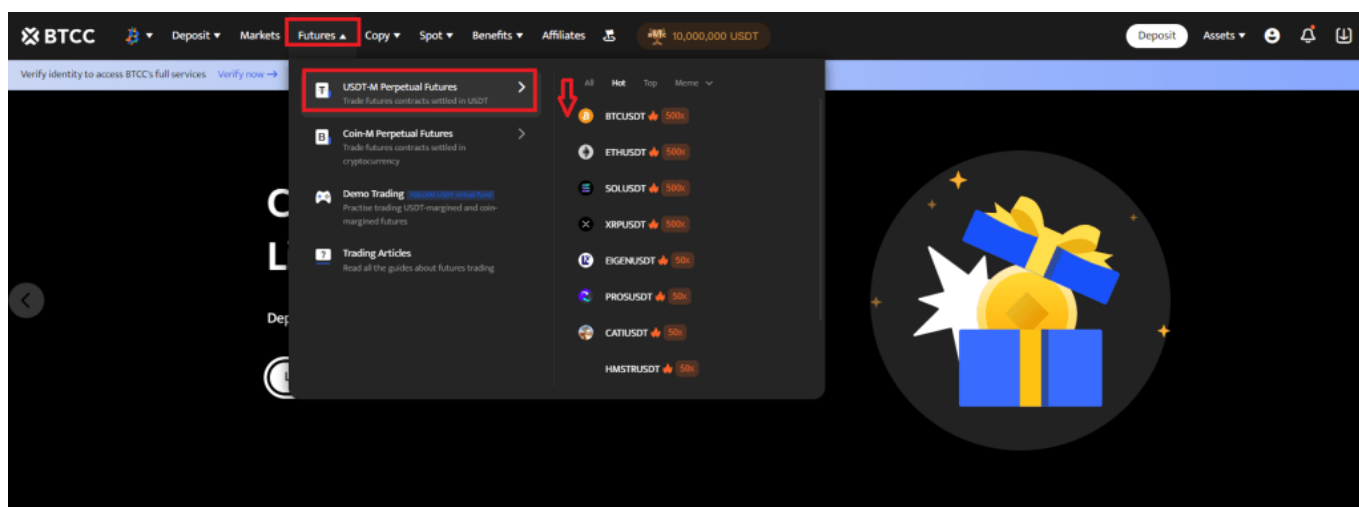 BTCC Deposit Markets Futures Copy Spot Benefits Affiliates 10,000,000 USDT Deposit Assets
Verify identity to access BTCC's full services Verify now →
USDT-M Perpetual Futures
Trade futures contracts settled in USDT
Coin-M Perpetual Futures
Trade futures contracts settled in
cryptocurrency
Demo Trading
Practise trading USDT-margined and coin-
margined futures
Trading Articles
Read all the guides about futures trading
All Hot Top Meme
BTCUSDT 500x
ETHUSDT 500x
SOLUSDT 500x
XRPUSDT 500x
EIGENUSDT 50x
PROSUSDT 50x
CATIUSDT 50x
HMSTRUSDT 50x
C
L
Dep